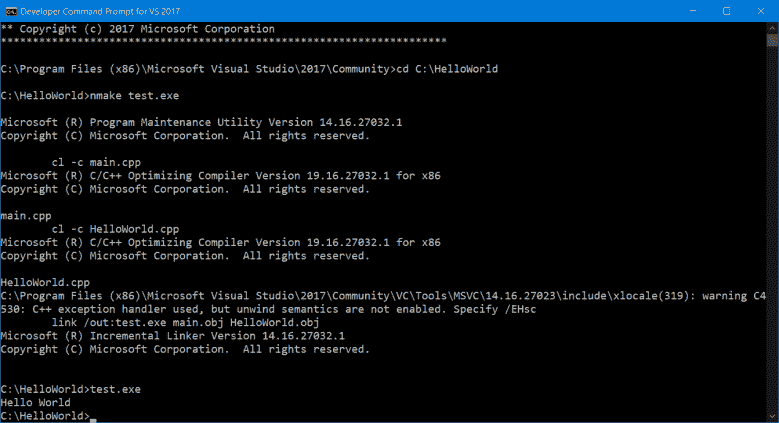 Developer Command Prompt for VS 2017
** Copyright (c) 2017 Microsoft Corporation
**********************************************************************
C:\Program Files (x86)\Microsoft Visual Studio\2017\Community>cd C:\HelloWorld
C:\HelloWorld>nmake test.exe
Microsoft (R) Program Maintenance Utility Version 14.16.27032.1
Copyright (C) Microsoft Corporation.  All rights reserved.
cl -c main.cpp
Microsoft (R) C/C++ Optimizing Compiler Version 19.16.27032.1 for x86
Copyright (C) Microsoft Corporation.  All rights reserved.
main.cpp
cl -c HelloWorld.cpp
Microsoft (R) C/C++ Optimizing Compiler Version 19.16.27032.1 for x86
Copyright (C) Microsoft Corporation.  All rights reserved.
HelloWorld.cpp
C:\Program Files (x86)\Microsoft Visual Studio\2017\Community\VC\Tools\MSVC\14.16.27023\include\xlocale(319): warning C4
530: C++ exception handler used, but unwind semantics are not enabled. Specify /EHsc
link /out:test.exe main.obj HelloWorld.obj
Microsoft (R) Incremental Linker Version 14.16.27032.1
Copyright (C) Microsoft Corporation.  All rights reserved.
C:\HelloWorld>test.exe
Hello World
C:\HelloWorld>